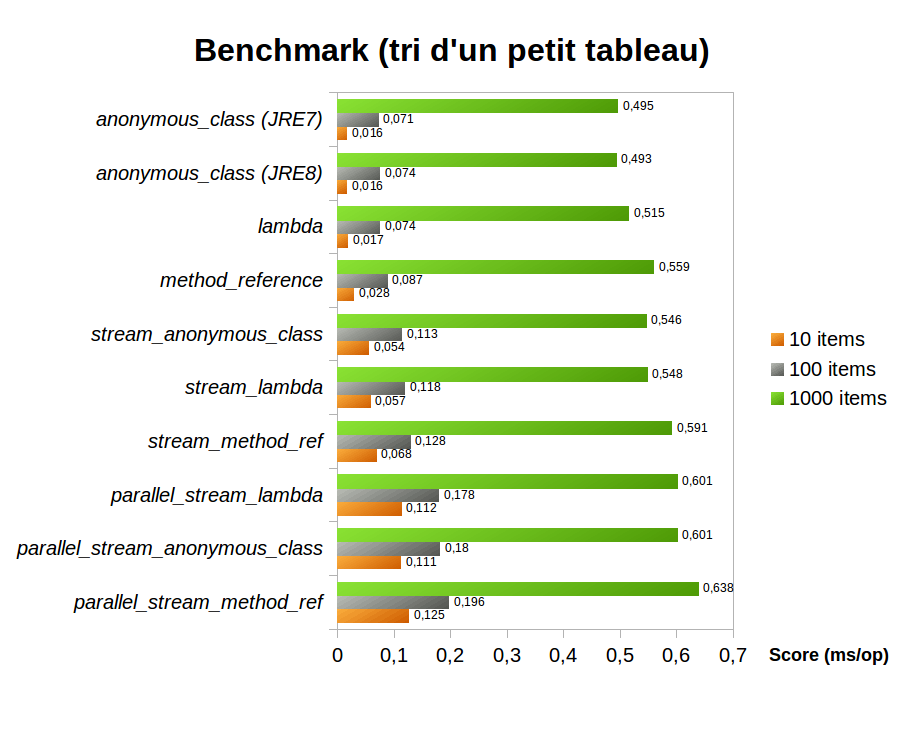 Benchmark (tri d'un petit tableau)
anonymous_class (JRE7)
0,495
0,071
0,016
anonymous_class (JRE8)
0,493
0,074
0,016
lambda
0,515
0,074
0,017
method_reference
0,559
0,087
0,028
stream_anonymous_class
0,546
0,113
0,054
stream_lambda
0,548
0,118
0,057
stream_method_ref
0,591
0,128
0,068
parallel_stream_lambda
0,601
0,178
0,112
parallel_stream_anonymous_class
0,601
0,18
0,111
parallel_stream_method_ref
0,638
0,196
0,125
10 items
100 items
1000 items
0 0,1 0,2 0,3 0,4 0,5 0,6 0,7 Score (ms/op)